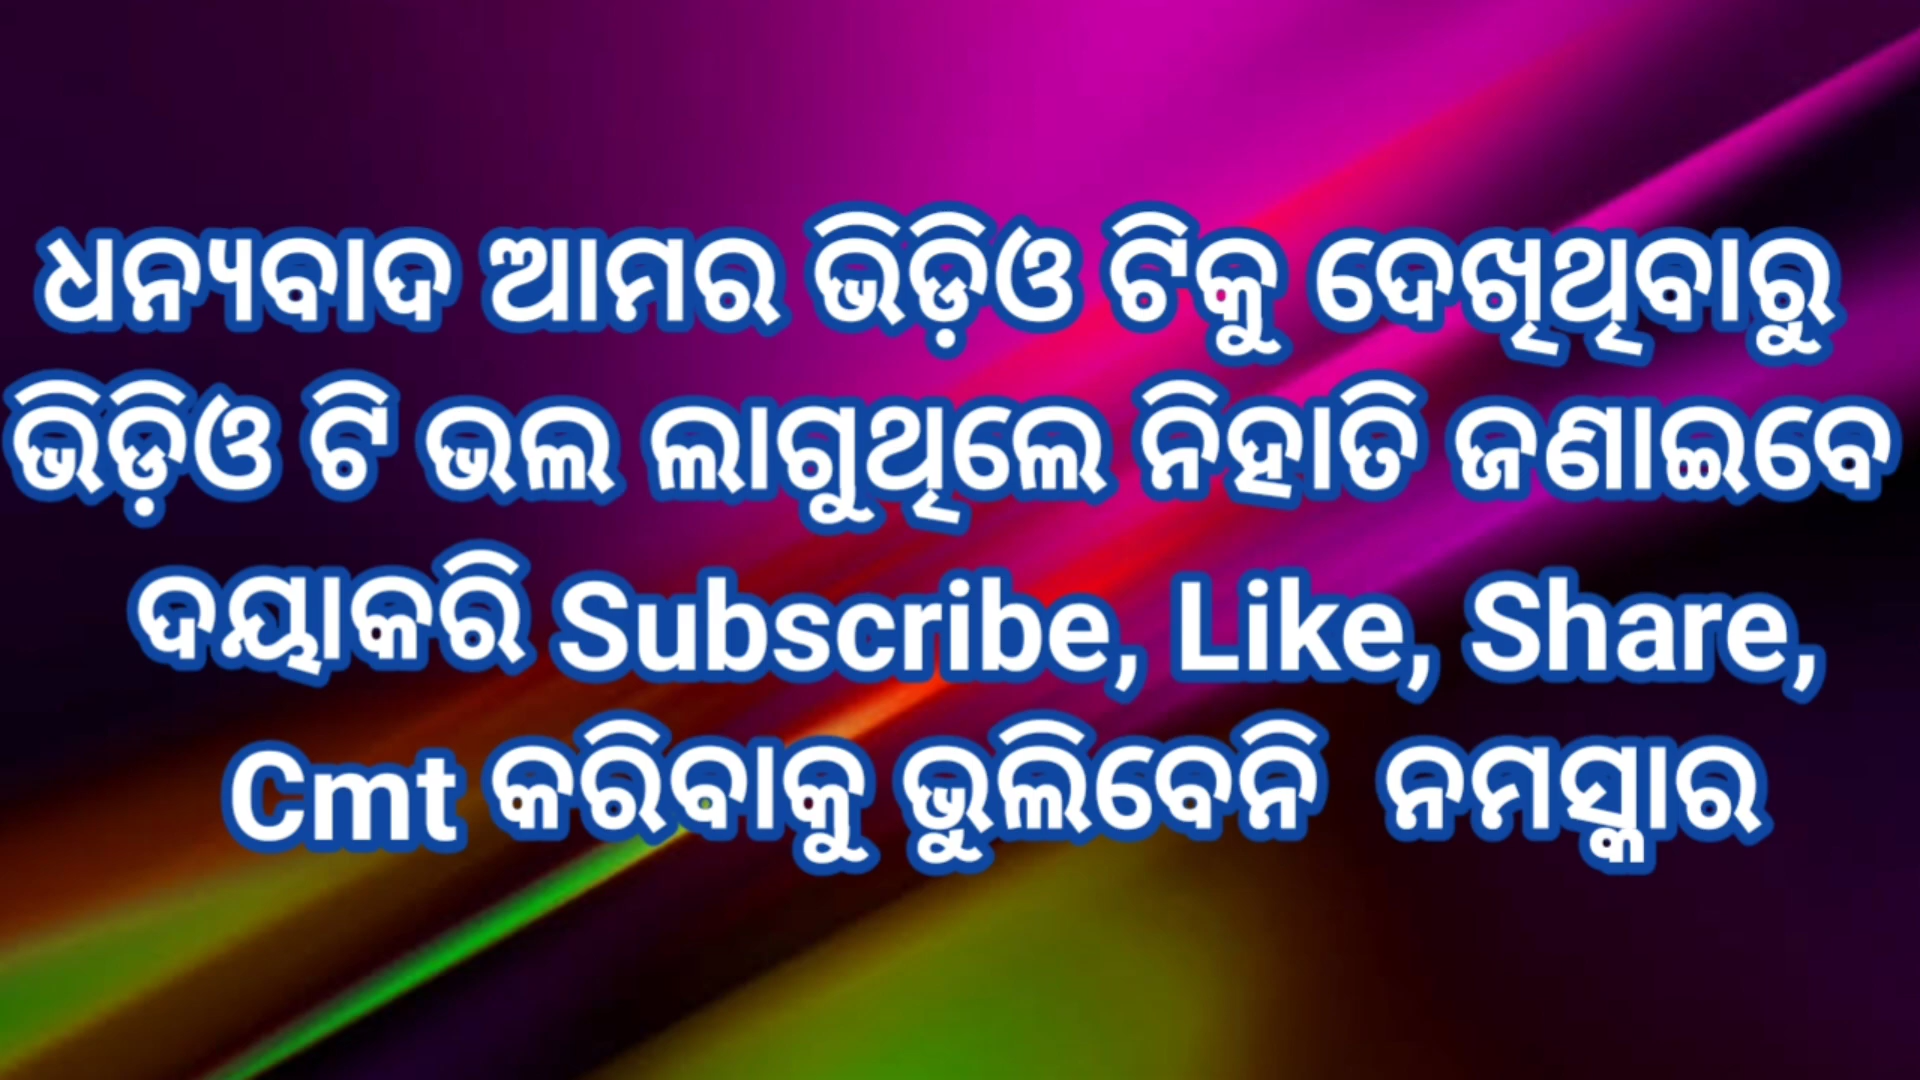 ଧନ୍ୟବାଦ ଆମର ଭିଡ଼ିଓ ଟିକୁ ଦେଖିଥିବାରୁ
ଭିଡ଼ିଓ ଟି ଭଲ ଲାଗୁଥିଲେ ନିହାତି ଜଣାଇବେ
ଦୟାକରି Subscribe, Like, Share,
Cmt କରିବାକୁ ଭୁଲିବେନି ନମସ୍କାର